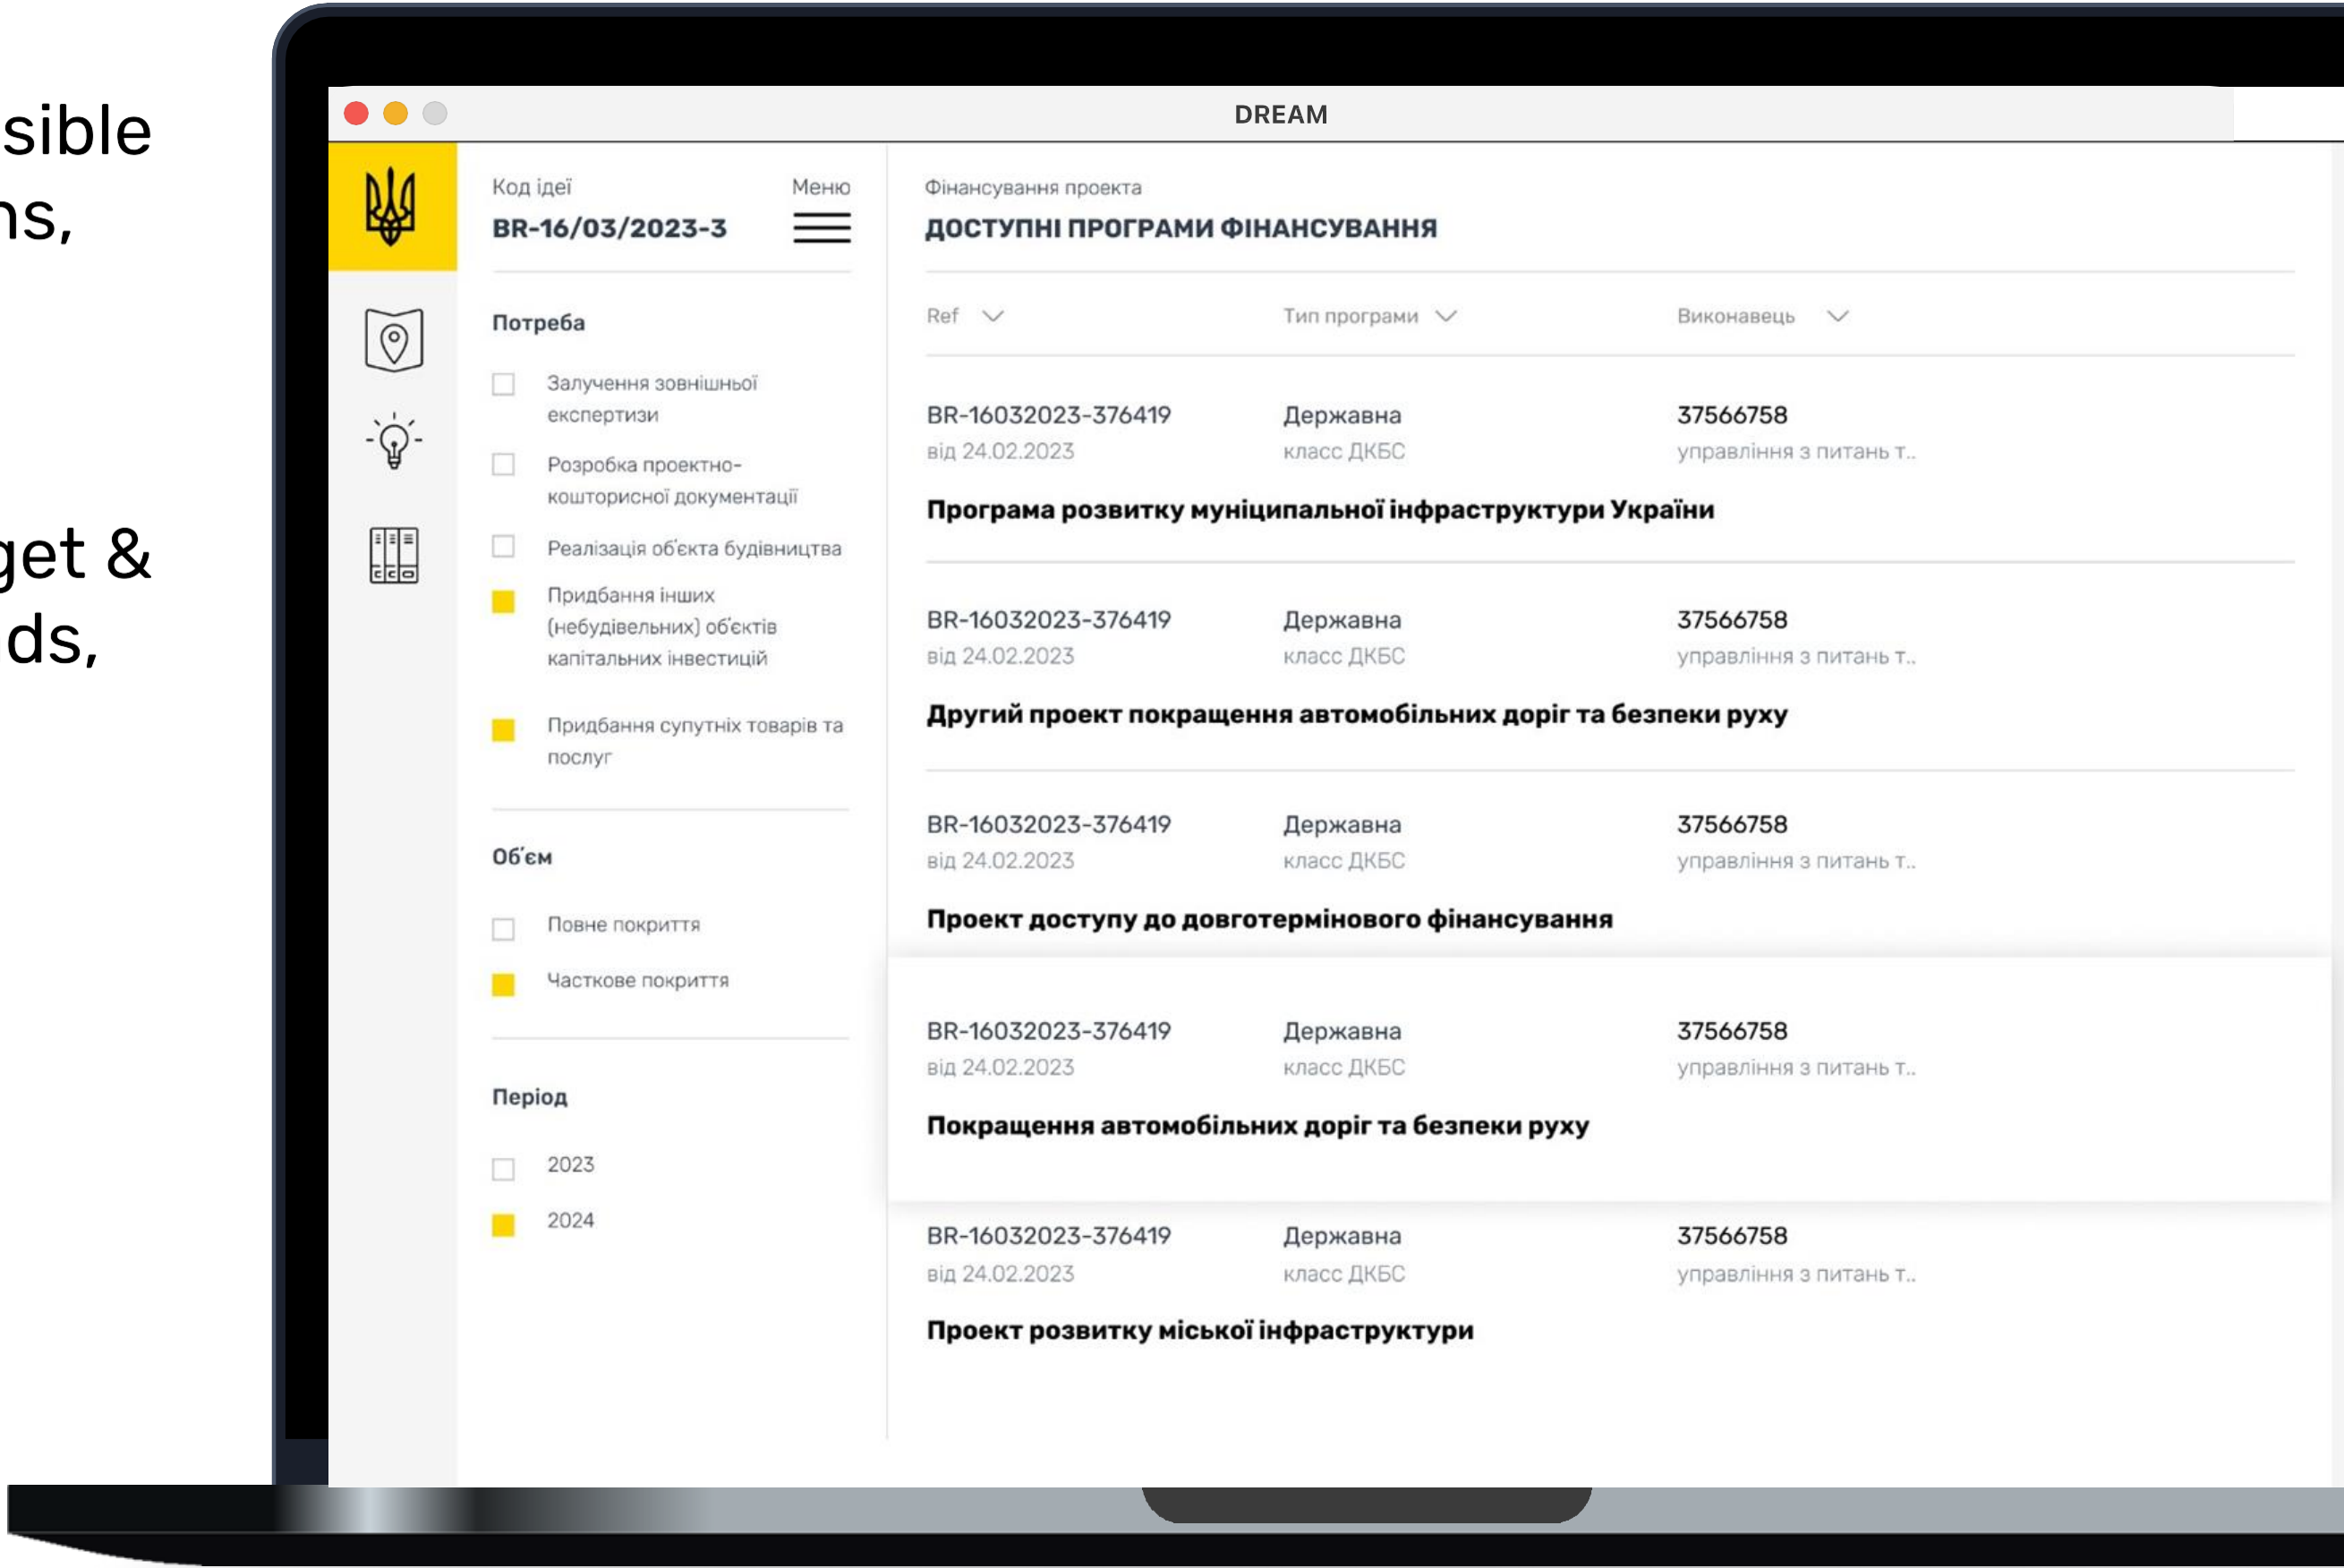 sible
ns,
get &
ds,
DREAM
Код ідеї
BR-16/03/2023-3
Меню
Потреба
Залучення зовнішньої
експертизи
Розробка проектно-
кошторисної документації
Реалізація об'єкта будівництва
Придбання інших
(небудівельних) об'єктів
капітальних інвестицій
Придбання супутніх товарів та
послуг
Об'єм
Повне покриття
Часткове покриття
Період
2023
2024
Фінансування проекта
ДОСТУПНІ ПРОГРАМИ ФІНАНСУВАННЯ
Ref Тип програми Виконавець
BR-16032023-376419 Державна 37566758
від 24.02.2023 класс ДКБС управління з питань т..
Програма розвитку муніципальної інфраструктури України
BR-16032023-376419 Державна 37566758
від 24.02.2023 класс ДКБС управління з питань т..
Другий проект покращення автомобільних доріг та безпеки руху
BR-16032023-376419 Державна 37566758
від 24.02.2023 класс ДКБС управління з питань т..
Проект доступу до довготермінового фінансування
BR-16032023-376419 Державна 37566758
від 24.02.2023 класс ДКБС управління з питань т..
Покращення автомобільних доріг та безпеки руху
BR-16032023-376419 Державна 37566758
від 24.02.2023 класс ДКБС управління з питань т..
Проект розвитку міської інфраструктури